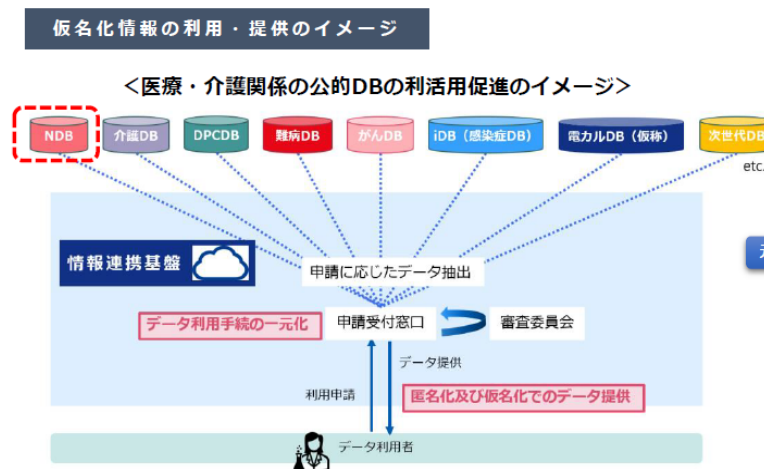 仮名化情報の利用・提供のイメージ
＜医療・介護関係の公的DBの利活用促進のイメージ＞
NDB
介護DB
DPCDB
難病DB
がんDB
iDB（感染症DB）
電カルDB（仮称）
次世代DB
etc.
情報連携基盤
申請に応じたデータ抽出
データ利用手続の一元化
申請受付窓口
審査委員会
データ提供
利用申請
匿名化及び仮名化でのデータ提供
データ利用者